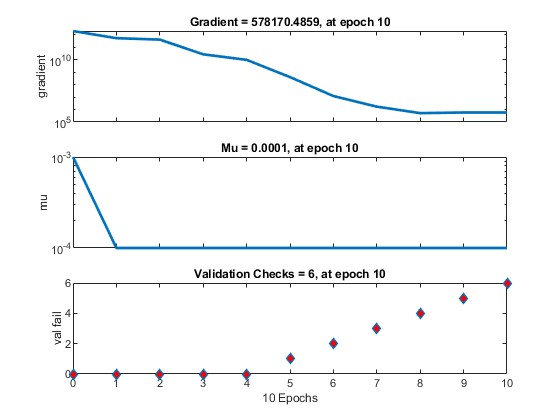 Gradient = 578170.4859, at epoch 10
10^10
10^5
gradient
Mu = 0.0001, at epoch 10
10^-3
10^-4
mu
Validation Checks = 6, at epoch 10
6
4
2
0
val fail
0 1 2 3 4 5 6 7 8 9 10
10 Epochs